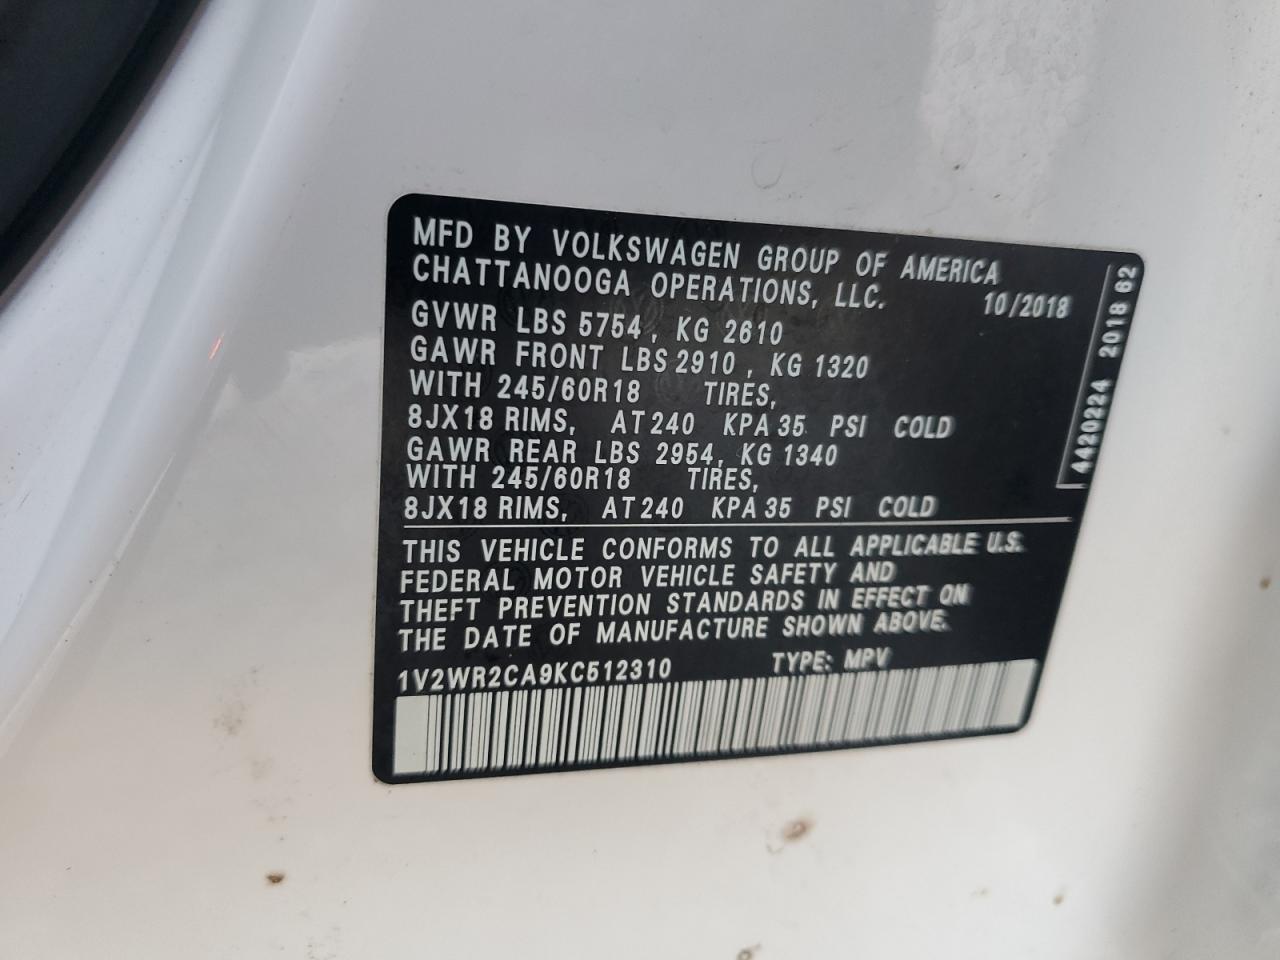 MFD BY VOLKSWAGEN GROUP OF AMERICA
CHATTANOOGA OPERATIONS, LLC.
10/2018
GVWR LBS 5754, KG 2610
GAWR FRONT LBS 2910, KG 1320
WITH 245/60R18 TIRES,
8JX18 RIMS, AT 240 KPA 35 PSI COLD
GAWR REAR LBS 2954, KG 1340
WITH 245/60R18 TIRES,
8JX18 RIMS, AT 240 KPA 35 PSI COLD
THIS VEHICLE CONFORMS TO ALL APPLICABLE U.S.
FEDERAL MOTOR VEHICLE SAFETY AND
THEFT PREVENTION STANDARDS IN EFFECT ON
THE DATE OF MANUFACTURE SHOWN ABOVE.
1V2WR2CA9KC512310 TYPE: MPV
4420224 2018 62